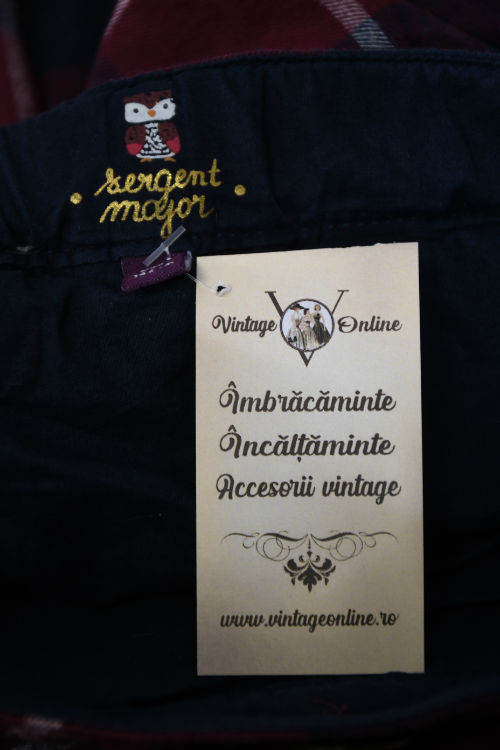 sergent
major
Vintage Online
Îmbrăcăminte
Încălțăminte
Accesorii vintage
www.vintageonline.ro